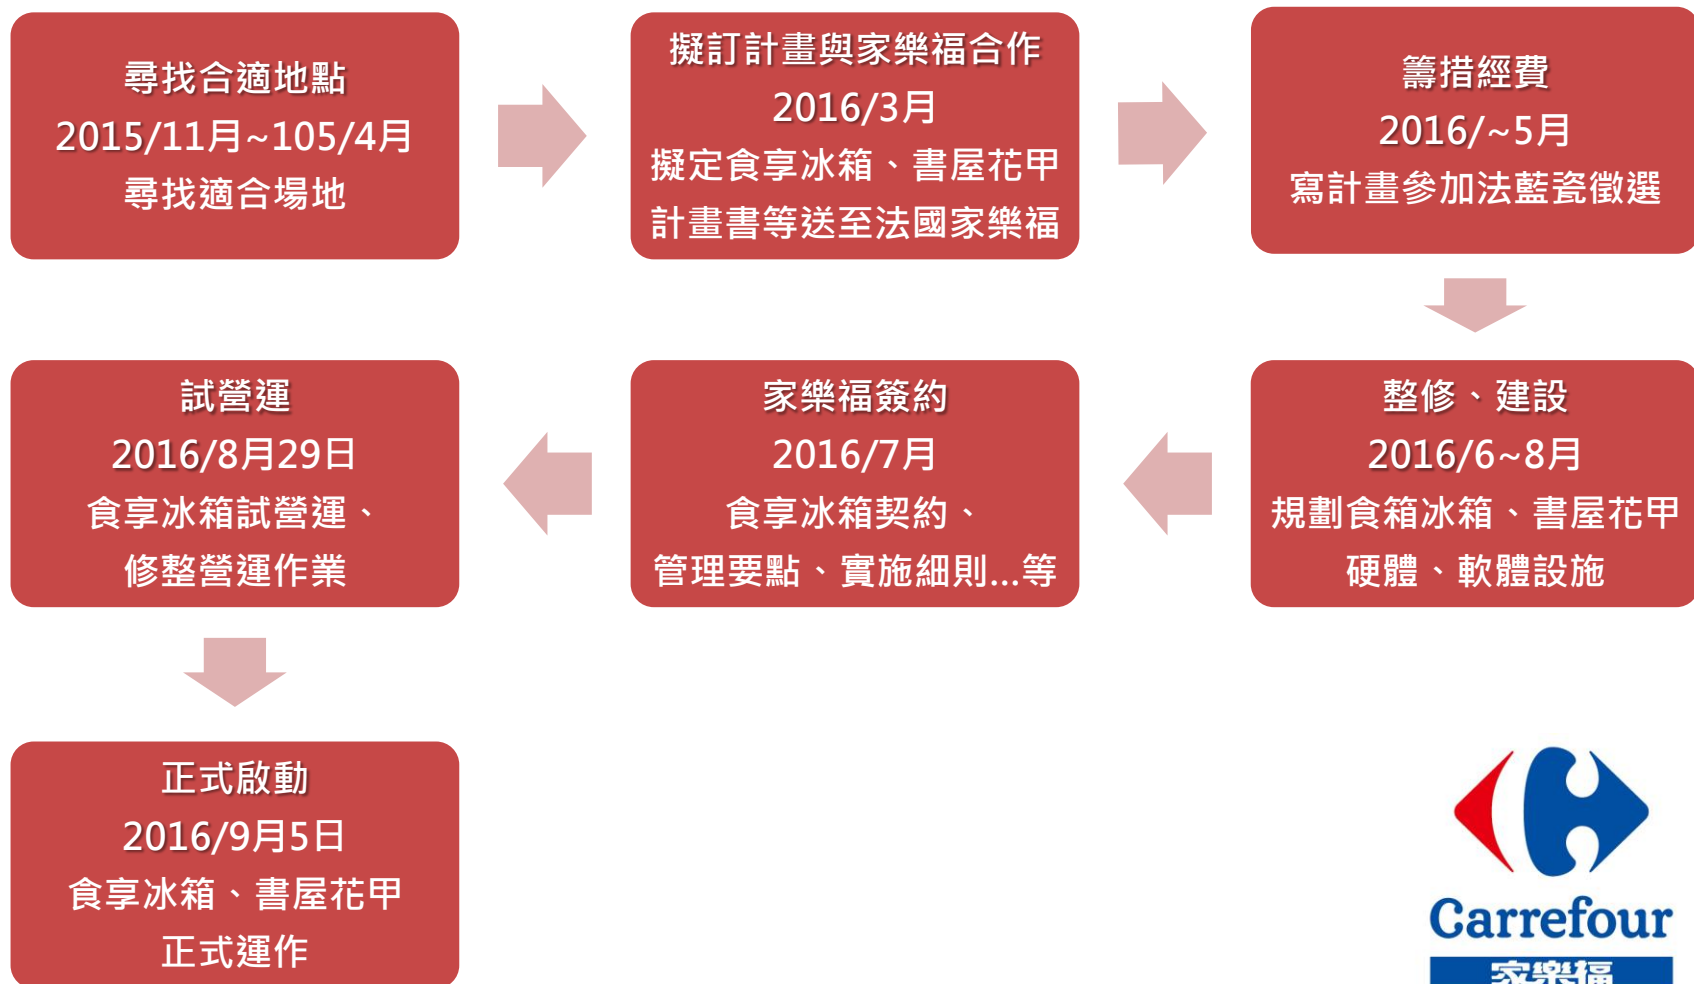 尋找合適地點
2015/11月~105/4月
尋找適合場地
擬訂計畫與家樂福合作
2016/3月
擬定食享冰箱、書屋花甲
計畫書等送至法國家樂福
籌措經費
2016/~5月
寫計畫參加法藍瓷徵選
整修、建設
2016/6~8月
規劃食箱冰箱、書屋花甲
硬體、軟體設施
家樂福簽約
2016/7月
食享冰箱契約、
管理要點、實施細則...等
試營運
2016/8月29日
食享冰箱試營運、
修整營運作業
正式啟動
2016/9月5日
食享冰箱、書屋花甲
正式運作
Carrefour
家樂福